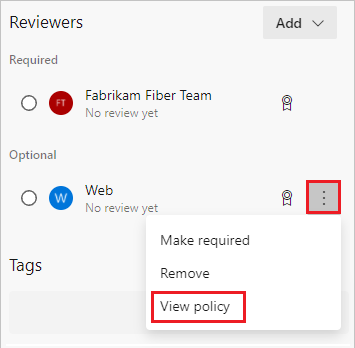 Reviewers
Add
Required
FT
Fabrikam Fiber Team
No review yet
Optional
W
Web
No review yet
Make required
Remove
View policy
Tags